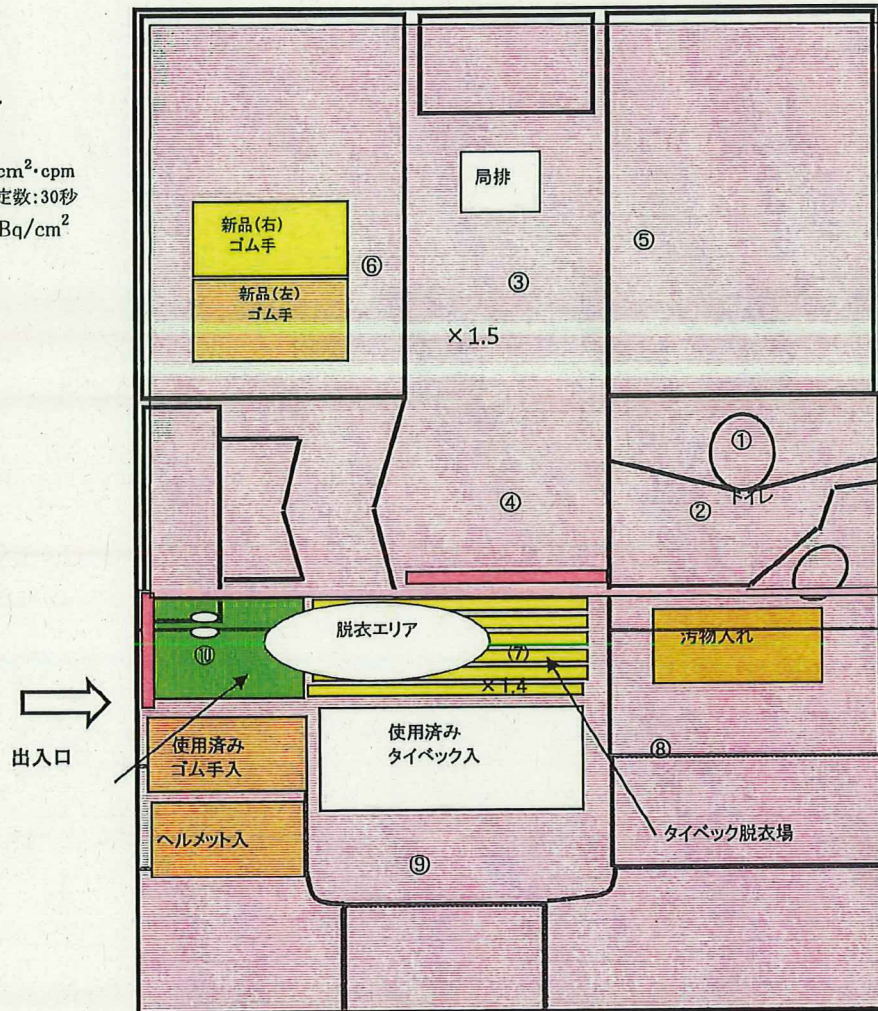 cm²・cpm
定数:30秒
Bq/cm²
局排
新品(右)
ゴム手
⑤
⑥
③
新品(左)
ゴム手
×1.5
①
④
②
トイレ
脱衣エリア
汚物入れ
⑩
(7)
×1.4
出入口
使用済み
ゴム手入
使用済み
タイベック入
⑧
タイベック脱衣場
ヘルメット入
⑨